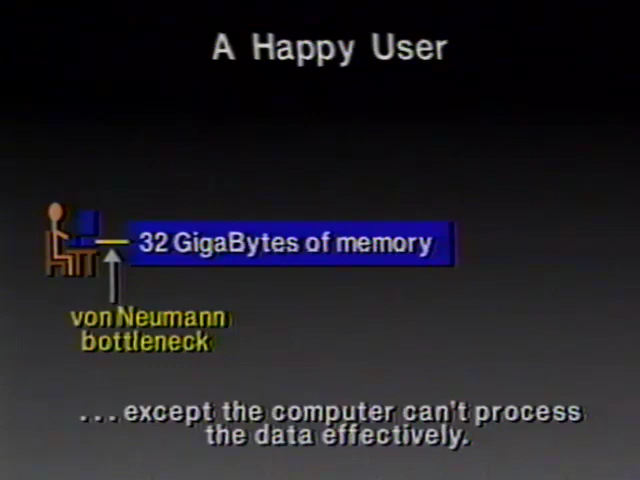 A Happy User
32 GigaBytes of memory
von Neumann
bottleneck
...except the computer can't process
the data effectively.